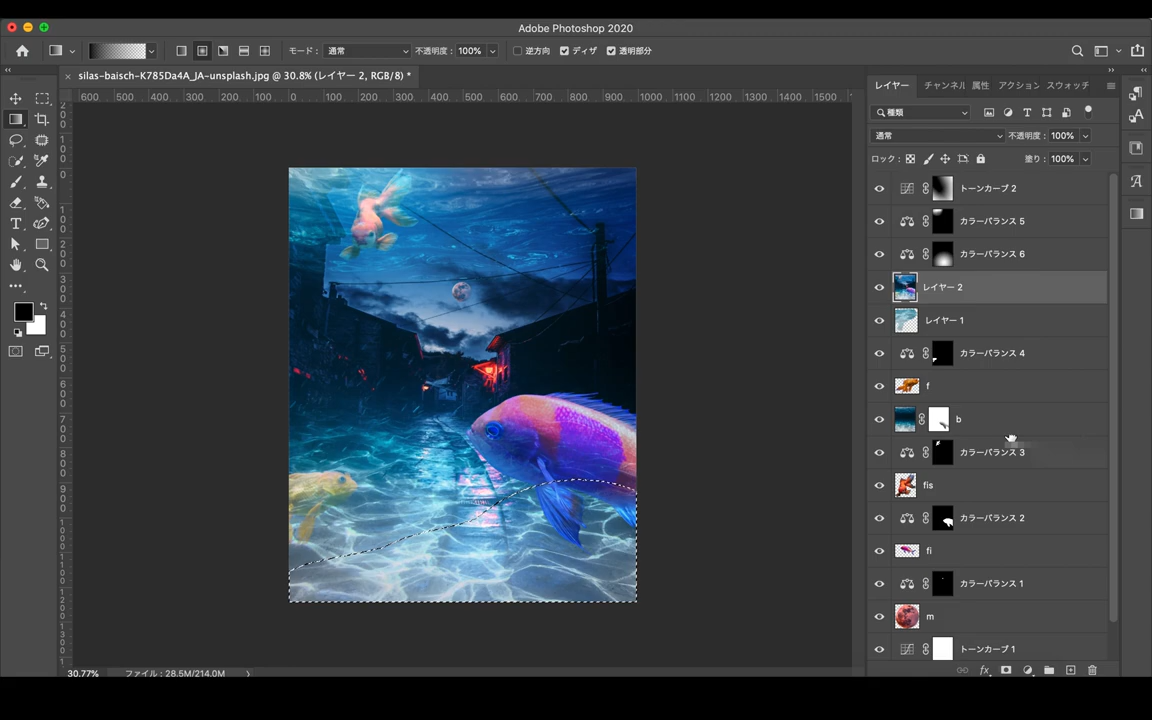 Adobe Photoshop 2020
モード： 通常 不透明度： 100% 逆方向 ディザ 透明部分
silas-baisch-K785Da4A_JA-unsplash.jpg @ 30.8% (レイヤー 2, RGB/8) *
600 500 400 300 200 100 0 100 200 300 400 500 600 700 800 900 1000 1100 1200 1300 1400 1500
レイヤー チャンネル 属性 アクション スウォッチ
種類
通常 不透明度： 100%
ロック： 塗り： 100%
トーンカーブ 2
カラーバランス 5
カラーバランス 6
レイヤー 2
レイヤー 1
カラーバランス 4
f
b
カラーバランス 3
fis
カラーバランス 2
fi
カラーバランス 1
m
トーンカーブ 1
fx
30.77% ファイル : 28.5M/214.0M